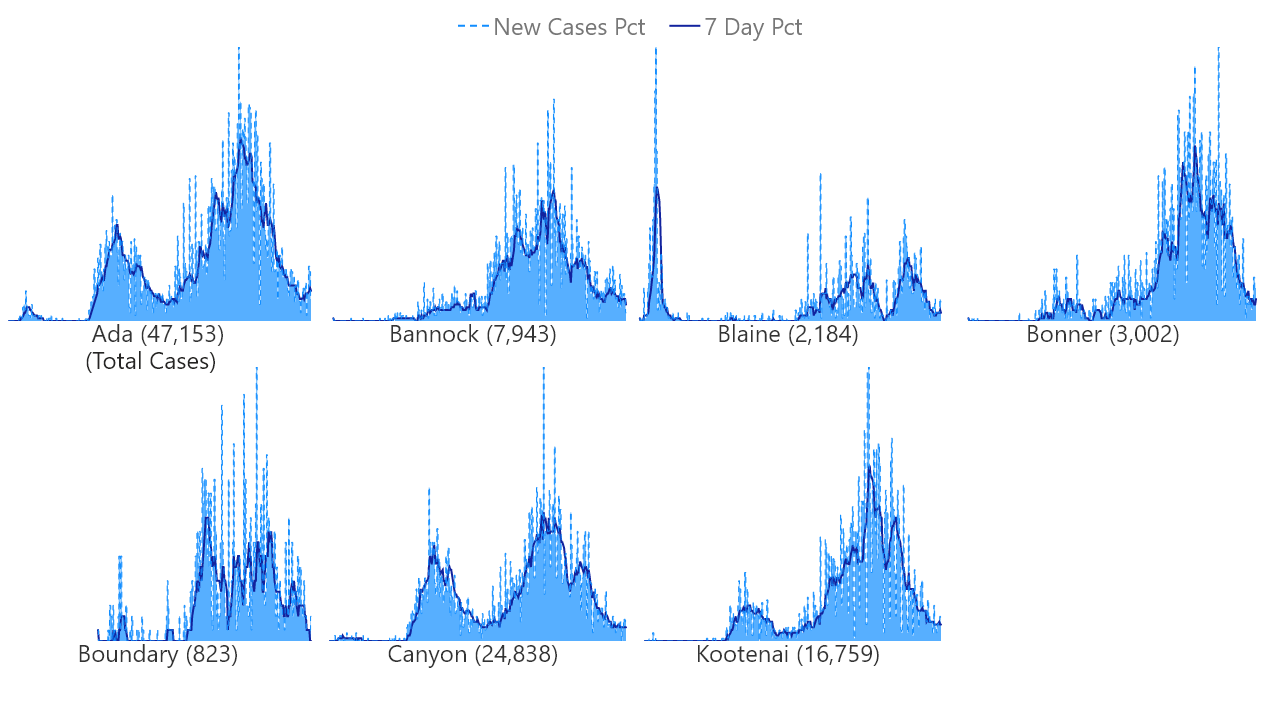 New Cases Pct 7 Day Pct
Ada (47,153) Bannock (7,943) Blaine (2,184) Bonner (3,002)
(Total Cases)
Boundary (823) Canyon (24,838) Kootenai (16,759)